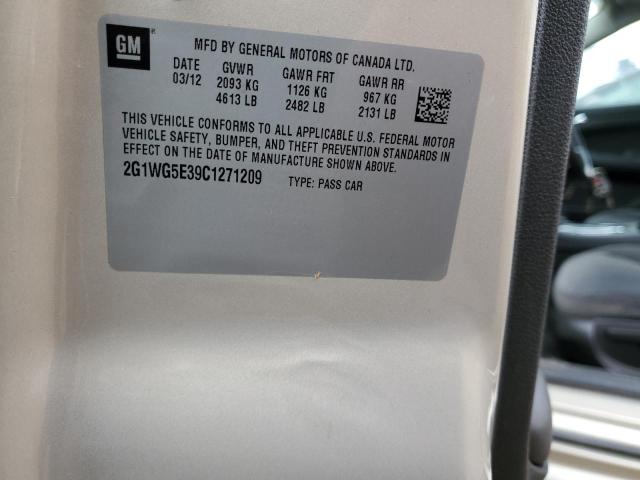 GM
MFD BY GENERAL MOTORS OF CANADA LTD.
DATE GVWR GAWR FRT GAWR RR
03/12 2093 KG 1126 KG 967 KG
4613 LB 2482 LB 2131 LB
THIS VEHICLE CONFORMS TO ALL APPLICABLE U.S. FEDERAL MOTOR
VEHICLE SAFETY, BUMPER, AND THEFT PREVENTION STANDARDS IN
EFFECT ON THE DATE OF MANUFACTURE SHOWN ABOVE.
2G1WG5E39C1271209 TYPE: PASS CAR